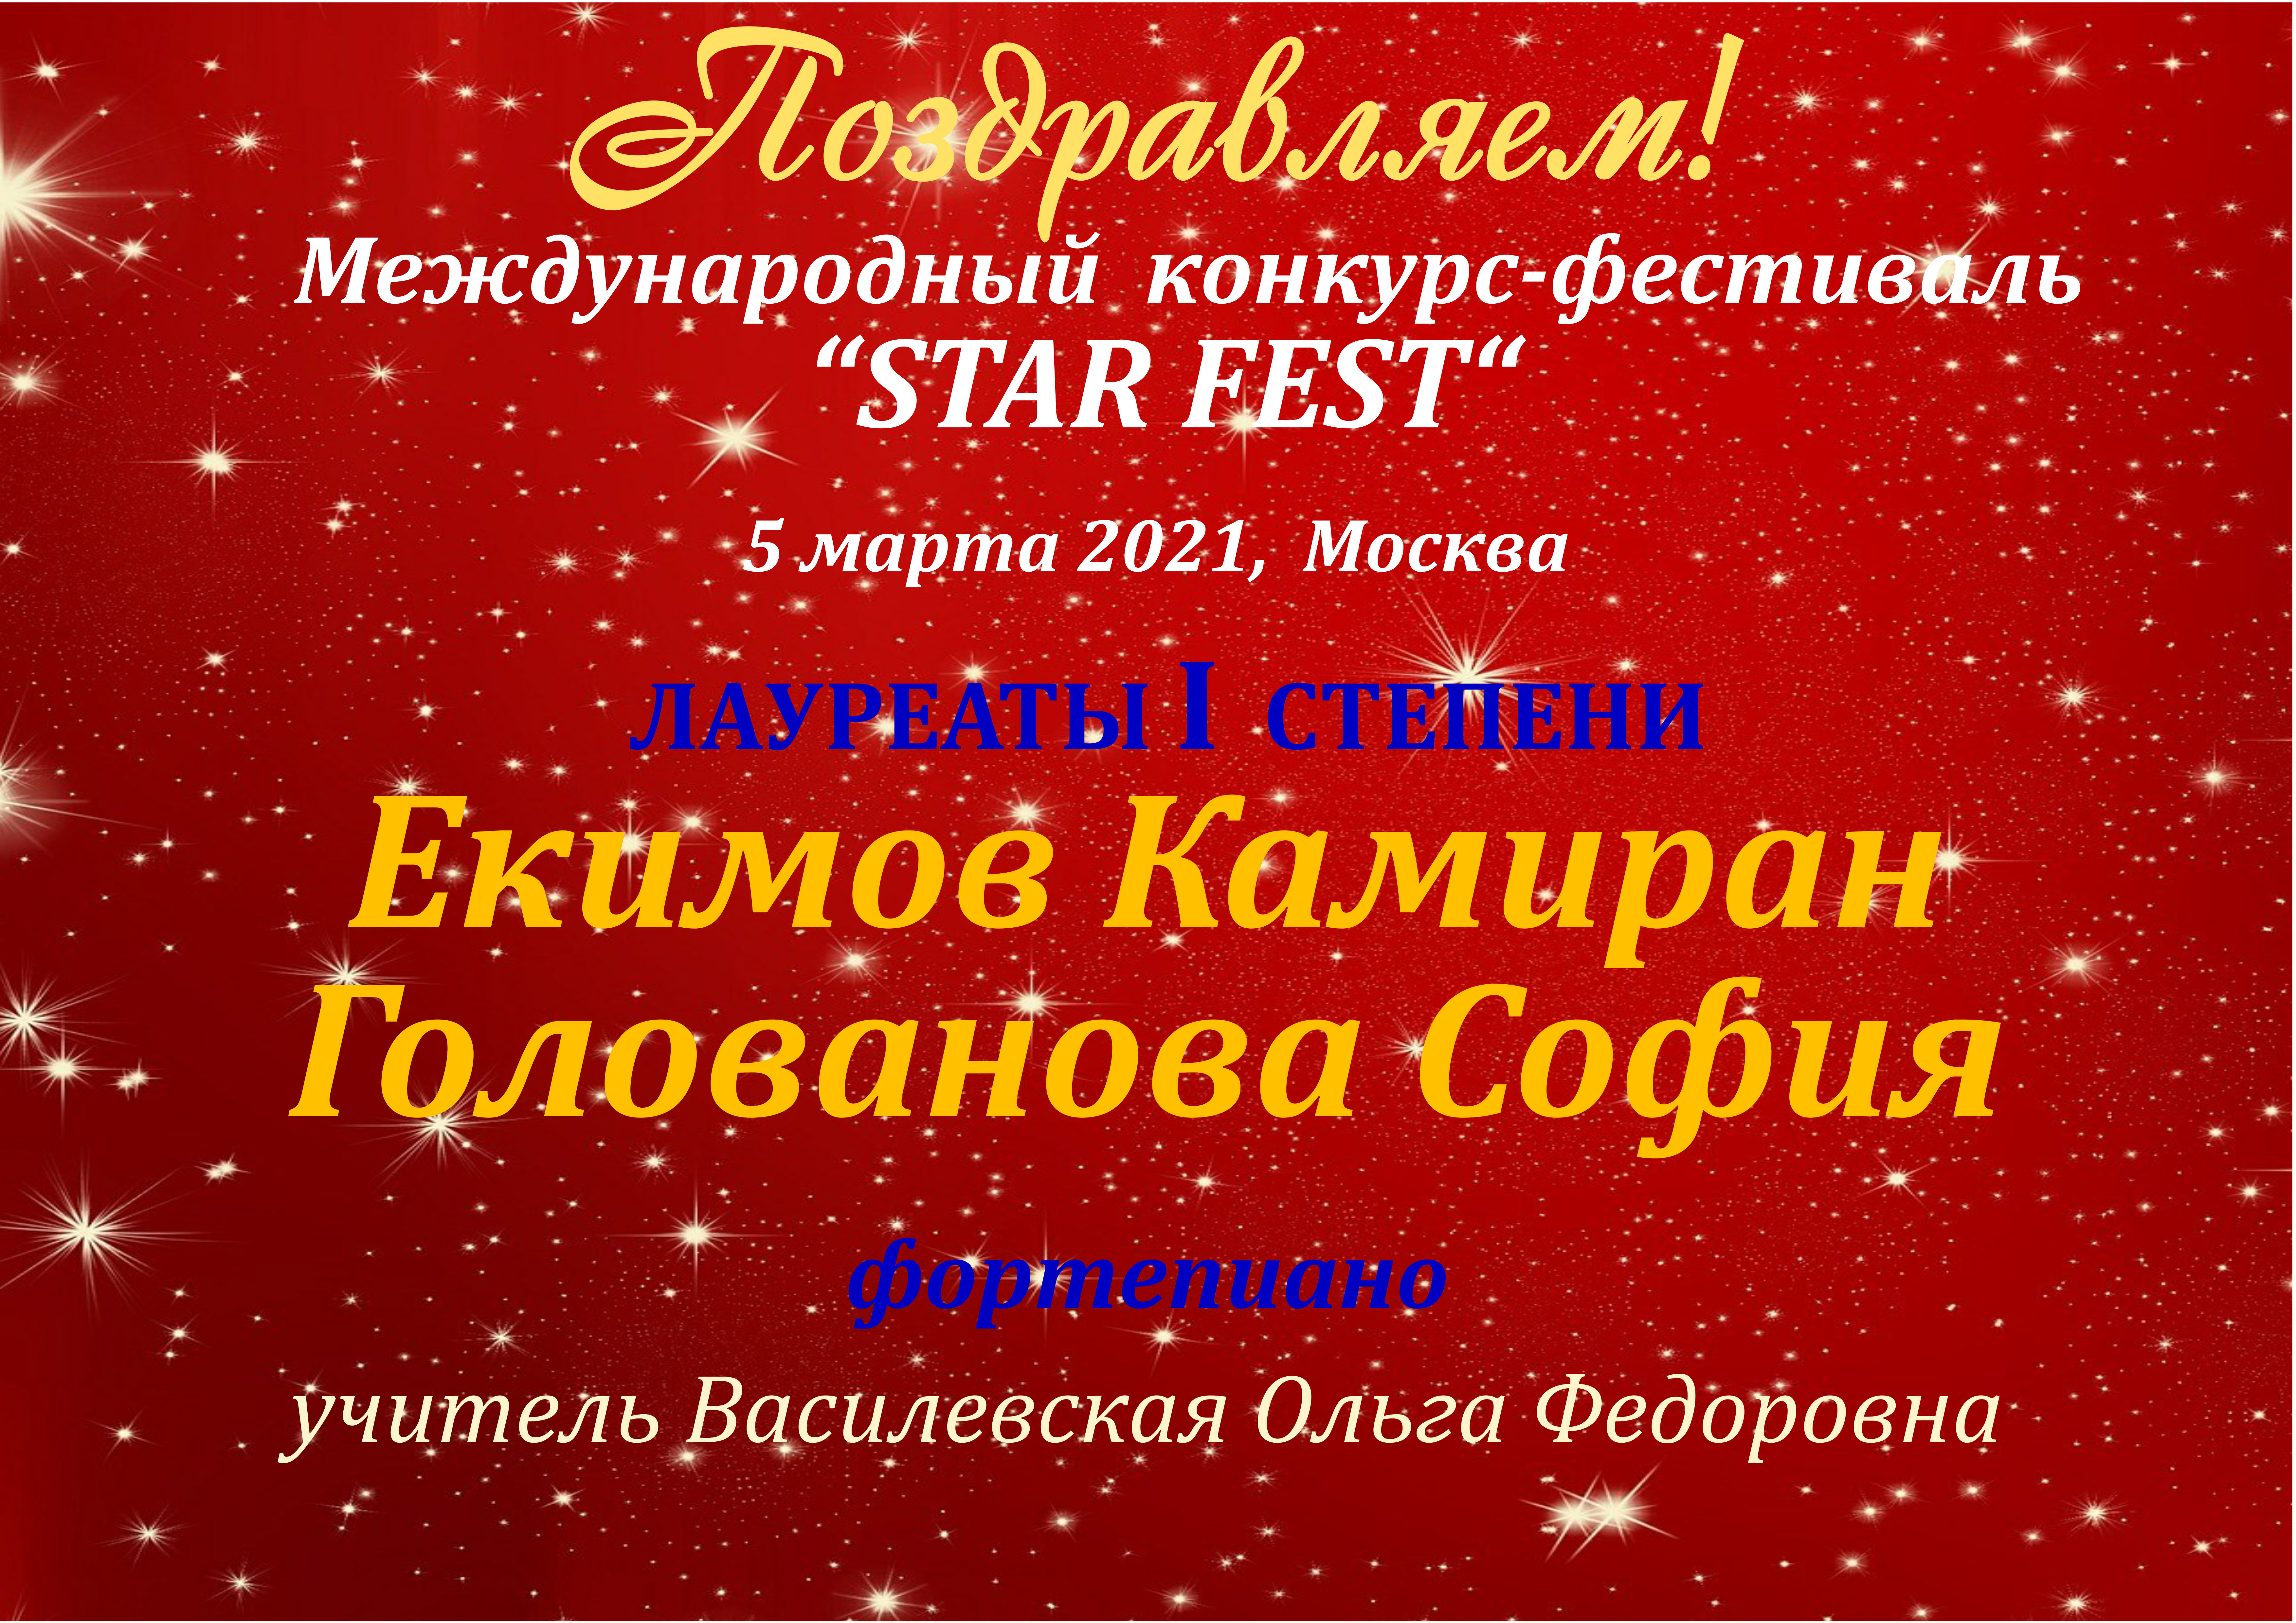 Поздравляем!
Международный конкурс-фестиваль
“STAR FEST“
5 марта 2021, Москва
ЛАУРЕАТЫ I СТЕПЕНИ
Екимов Камиран
Голованова София
фортепиано
учитель Василевская Ольга Федоровна